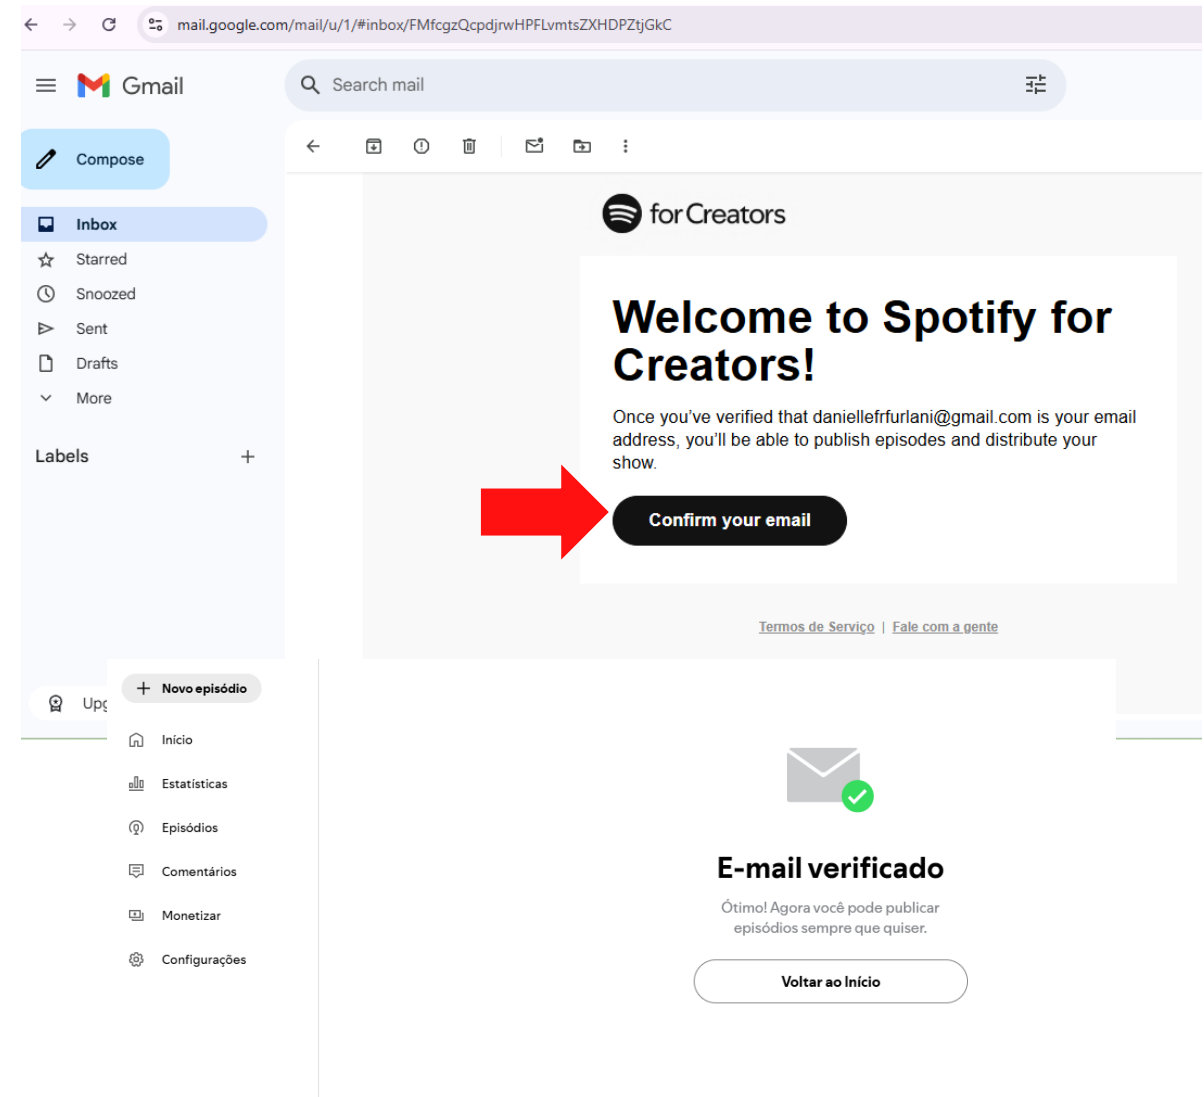 mail.google.com/mail/u/1/#inbox/FMfcgzQcpdjrwHPFLvmtsZXHDPZtjGkC
Gmail
Search mail
Compose
Inbox
Starred
Snoozed
Sent
Drafts
More
Labels
for Creators
Welcome to Spotify for
Creators!
Once you've verified that daniellefrfurlani@gmail.com is your email
address, you'll be able to publish episodes and distribute your
show.
Confirm your email
Termos de Serviço | Fale com a gente
Novo episódio
Início
Estatísticas
Episódios
Comentários
Monetizar
Configurações
E-mail verificado
Ótimo! Agora você pode publicar
episódios sempre que quiser.
Voltar ao Início